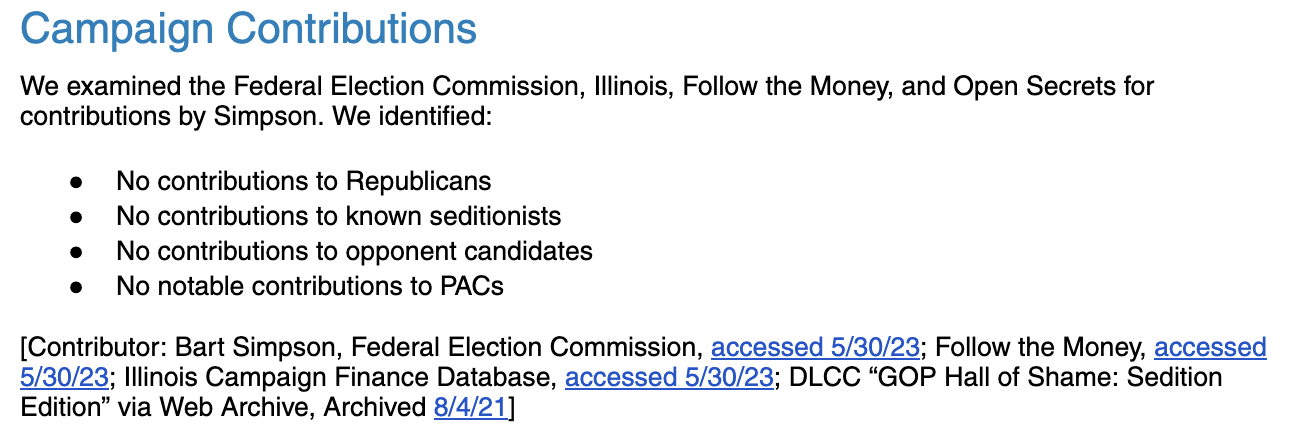 Campaign Contributions
We examined the Federal Election Commission, Illinois, Follow the Money, and Open Secrets for
contributions by Simpson. We identified:
● No contributions to Republicans
● No contributions to known seditionists
● No contributions to opponent candidates
● No notable contributions to PACs
[Contributor: Bart Simpson, Federal Election Commission, accessed 5/30/23; Follow the Money, accessed
5/30/23; Illinois Campaign Finance Database, accessed 5/30/23; DLCC “GOP Hall of Shame: Sedition
Edition” via Web Archive, Archived 8/4/21]